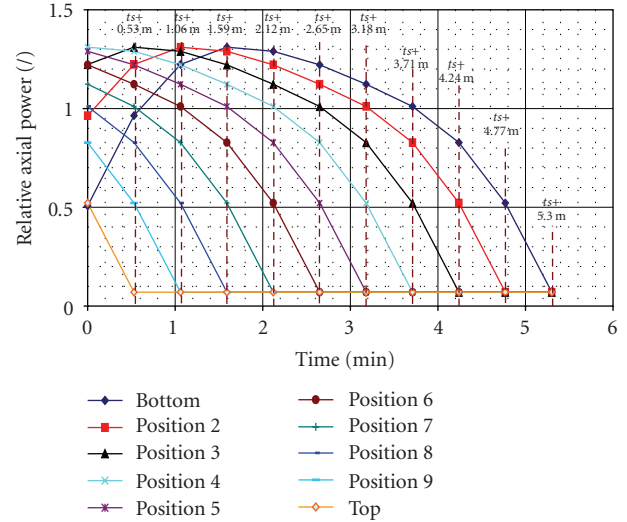 1.5
1
0.5
0
Relative axial power (/)
ts+ 0.53 m
ts+ 1.06 m
ts+ 1.59 m
ts+ 2.12 m
ts+ 2.65 m
ts+ 3.18 m
ts+ 3.71 m
ts+ 4.24 m
ts+ 4.77 m
ts+ 5.3 m
0 1 2 3 4 5 6
Time (min)
Bottom
Position 2
Position 3
Position 4
Position 5
Position 6
Position 7
Position 8
Position 9
Top